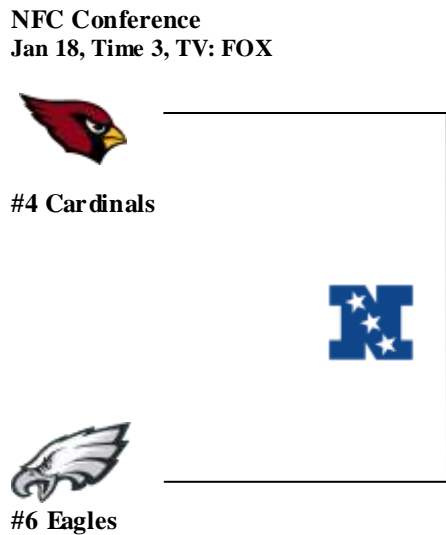 NFC Conference
Jan 18, Time 3, TV: FOX
#4 Cardinals
N
#6 Eagles